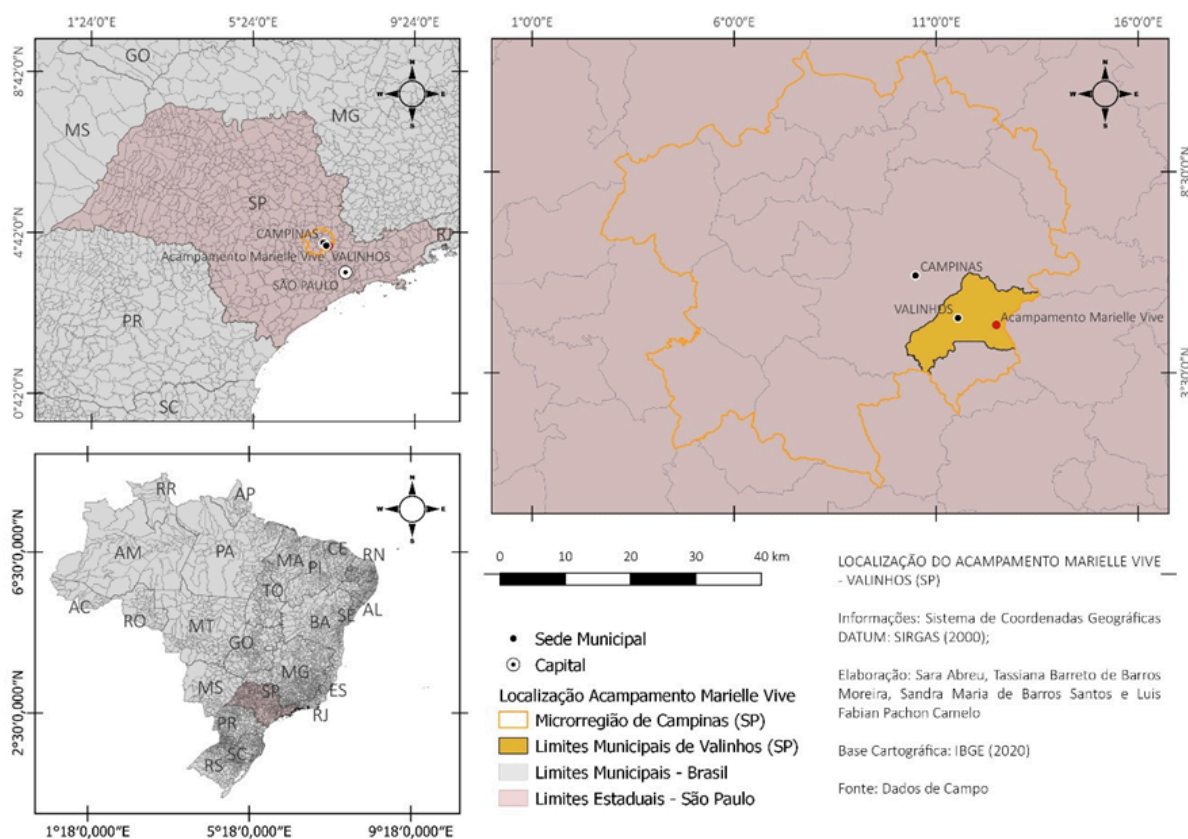 1°24'0"E 5°24'0"E 9°24'0"E
8°42'0"N
4°42'0"N
0°42'0"N
GO
MS
MG
SP
CAMPINAS
RJ
Acampamento Marielle Vive VALINHOS
SÃO PAULO
PR
SC
N
W E
S
1°0'0"E 6°0'0"E 11°0'0"E 16°0'0"E
8°30'0"N
3°30'0"N
N
W E
S
CAMPINAS
VALINHOS
Acampamento Marielle Vive
6°30'0,000"N
2°30'0,000"N
N
W E
S
RR
AP
AM
PA
MA
CE
RN
PI
AC
TO
AL
RO
SE
MT
BA
GO
MG
MS
SP
ES
RJ
PR
SC
RS
1°18'0,000"E 5°18'0,000"E 9°18'0,000"E
0 10 20 30 40 km
Sede Municipal
Capital
Localização Acampamento Marielle Vive
Microrregião de Campinas (SP)
Limites Municipais de Valinhos (SP)
Limites Municipais - Brasil
Limites Estaduais - São Paulo
LOCALIZAÇÃO DO ACAMPAMENTO MARIELLE VIVE
- VALINHOS (SP)
Informações: Sistema de Coordenadas Geográficas
DATUM: SIRGAS (2000);
Elaboração: Sara Abreu, Tassiana Barreto de Barros
Moreira, Sandra Maria de Barros Santos e Luis
Fabian Pachon Camelo
Base Cartográfica: IBGE (2020)
Fonte: Dados de Campo